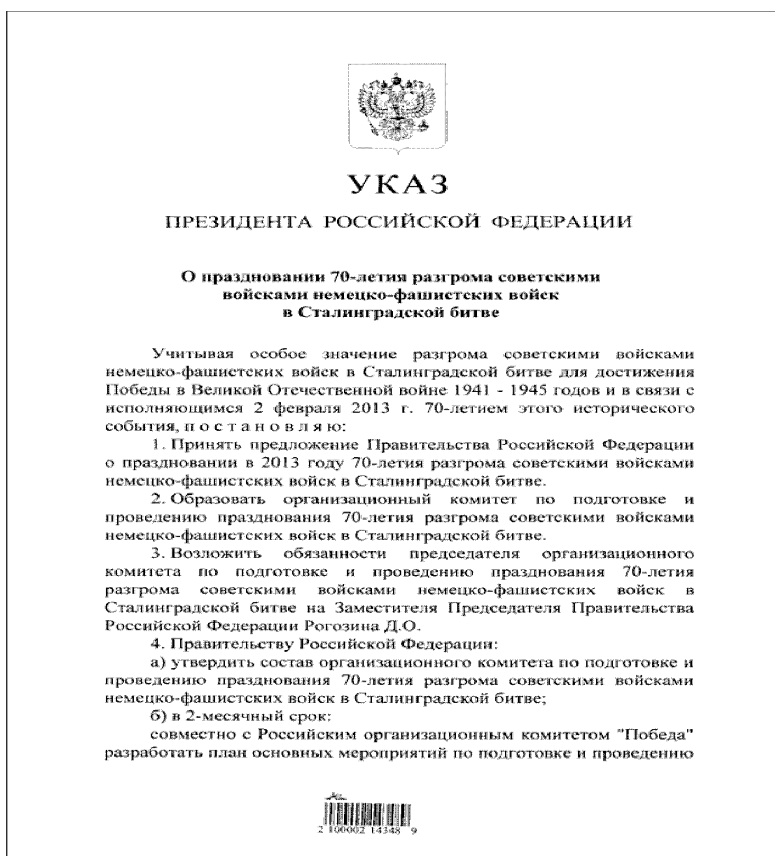 УКАЗ
ПРЕЗИДЕНТА РОССИЙСКОЙ ФЕДЕРАЦИИ
О праздновании 70-летия разгрома советскими
войсками немецко-фашистских войск
в Сталинградской битве
Учитывая особое значение разгрома советскими войсками
немецко-фашистских войск в Сталинградской битве для достижения
Победы в Великой Отечественной войне 1941 - 1945 годов и в связи с
исполняющимся 2 февраля 2013 г. 70-летием этого исторического
события, п о с т а н о в л я ю:
1. Принять предложение Правительства Российской Федерации
о праздновании в 2013 году 70-летия разгрома советскими войсками
немецко-фашистских войск в Сталинградской битве.
2. Образовать организационный комитет по подготовке и
проведению празднования 70-летия разгрома советскими войсками
немецко-фашистских войск в Сталинградской битве.
3. Возложить обязанности председателя организационного
комитета по подготовке и проведению празднования 70-летия
разгрома советскими войсками немецко-фашистских войск в
Сталинградской битве на Заместителя Председателя Правительства
Российской Федерации Рогозина Д.О.
4. Правительству Российской Федерации:
а) утвердить состав организационного комитета по подготовке и
проведению празднования 70-летия разгрома советскими войсками
немецко-фашистских войск в Сталинградской битве;
б) в 2-месячный срок:
совместно с Российским организационным комитетом "Победа"
разработать план основных мероприятий по подготовке и проведению
2 100002 14348 9